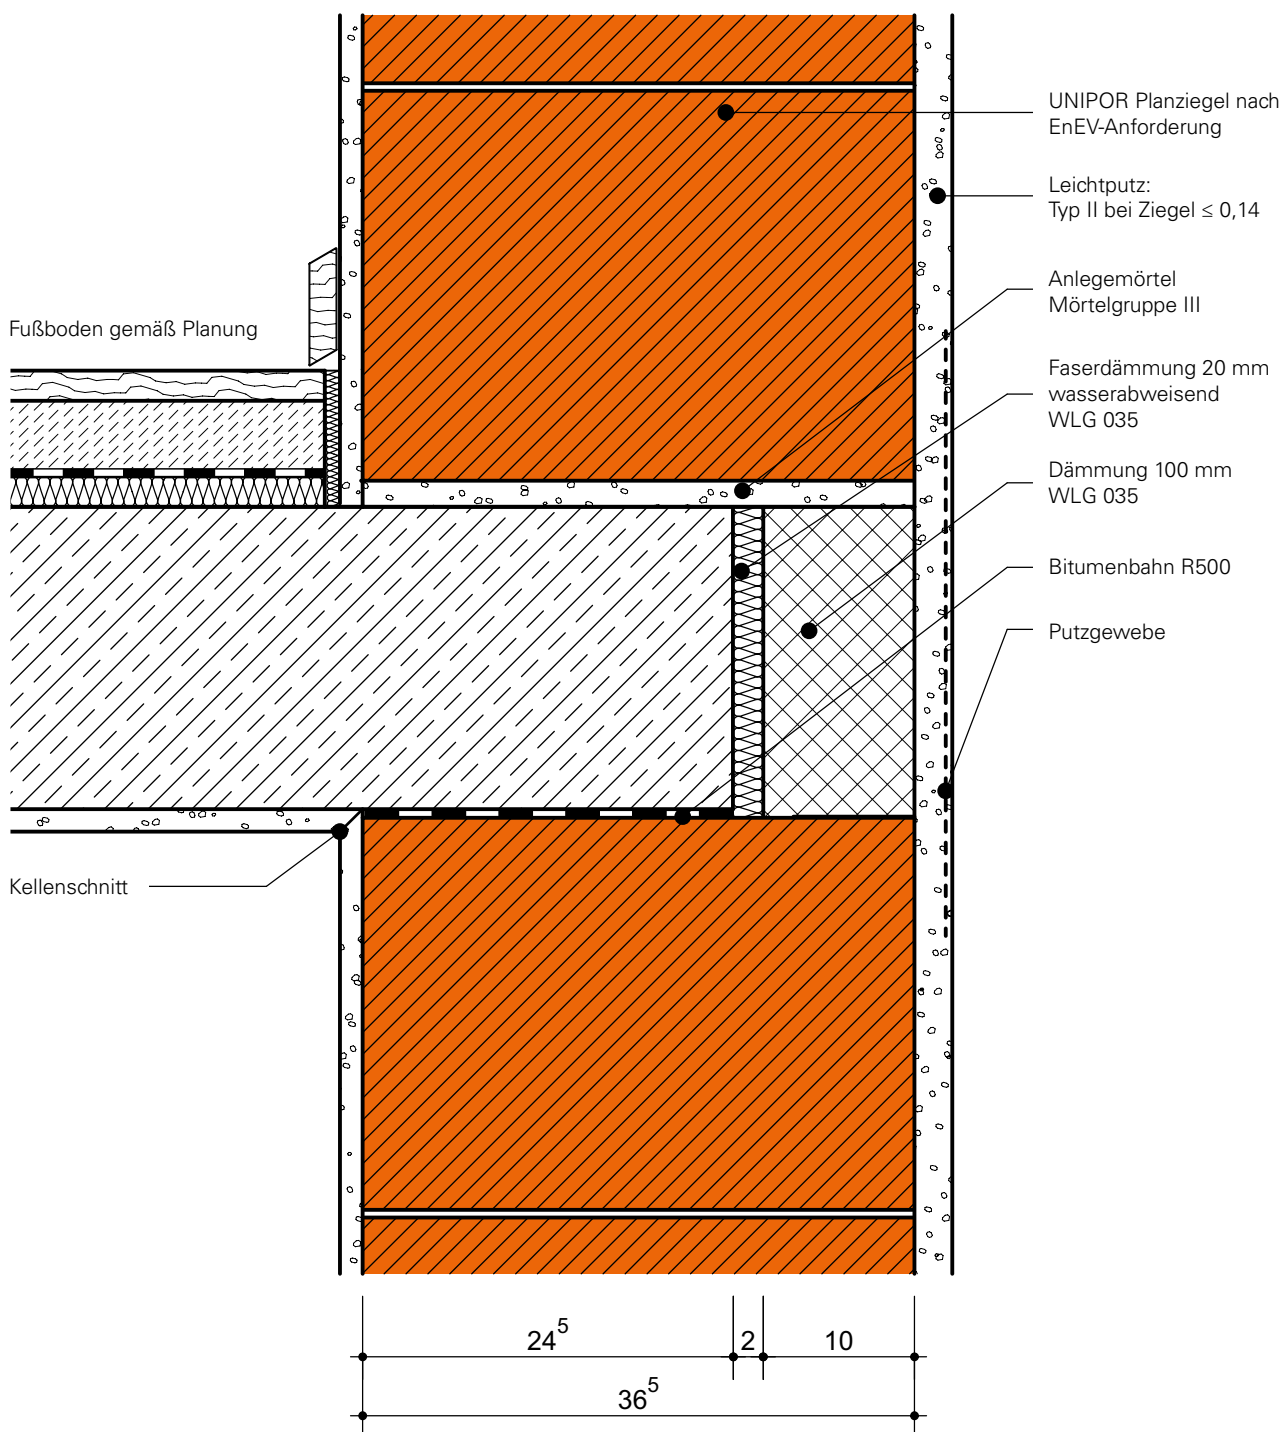 UNIPOR Planziegel nach
EnEV-Anforderung
Leichtputz:
Typ II bei Ziegel ≤ 0,14
Anlegemörtel
Mörtelgruppe III
Fußboden gemäß Planung
Faserdämmung 20 mm
wasserabweisend
WLG 035
Dämmung 100 mm
WLG 035
Bitumenbahn R500
Putzgewebe
Kellenschnitt
24⁵ 2 10
36⁵